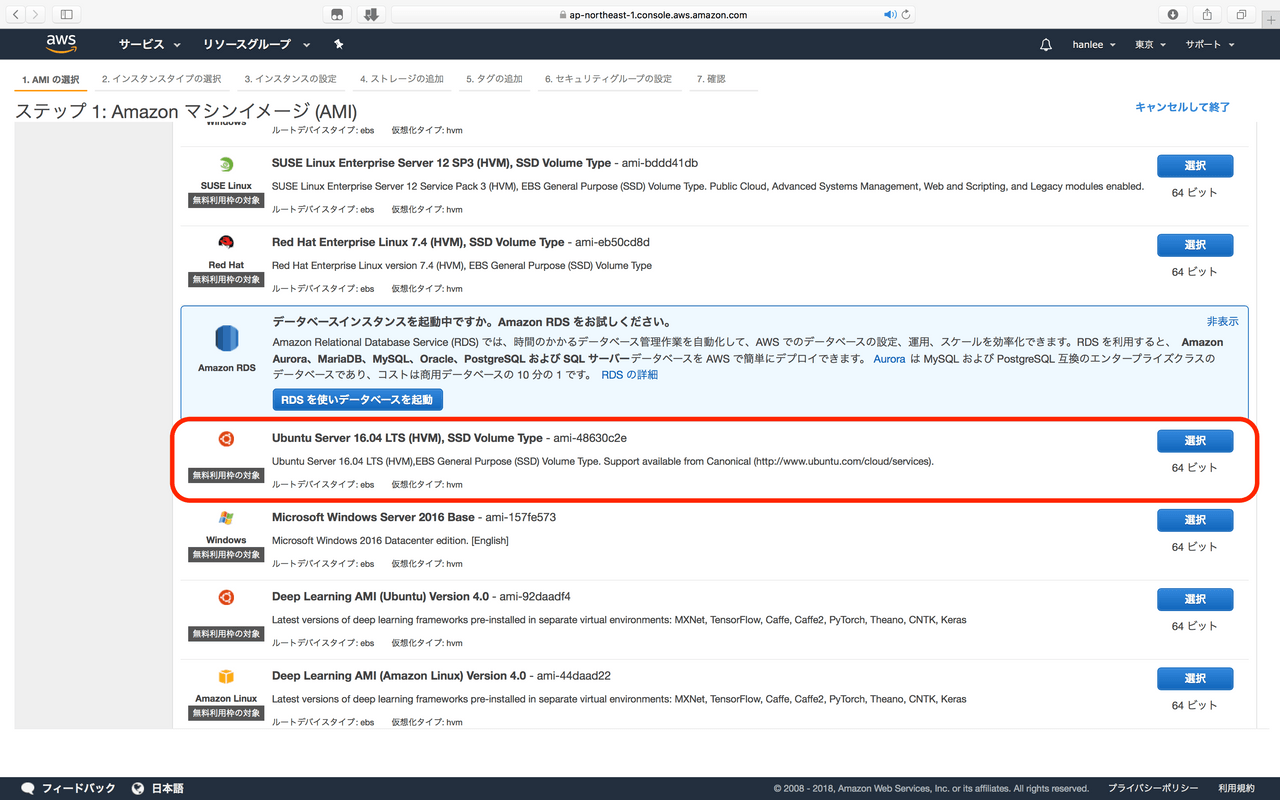 ap-northeast-1.console.aws.amazon.com
aws サービス リソースグループ hanlee 東京 サポート
1. AMI の選択 2. インスタンスタイプの選択 3. インスタンスの設定 4. ストレージの追加 5. タグの追加 6. セキュリティグループの設定 7. 確認
ステップ 1: Amazon マシンイメージ (AMI) キャンセルして終了
Windows
ルートデバイスタイプ: ebs 仮想化タイプ: hvm
SUSE Linux Enterprise Server 12 SP3 (HVM), SSD Volume Type - ami-bddd41db 選択
SUSE Linux
SUSE Linux Enterprise Server 12 Service Pack 3 (HVM), EBS General Purpose (SSD) Volume Type. Public Cloud, Advanced Systems Management, Web and Scripting, and Legacy modules enabled. 64 ビット
無料利用枠の対象
ルートデバイスタイプ: ebs 仮想化タイプ: hvm
Red Hat Enterprise Linux 7.4 (HVM), SSD Volume Type - ami-eb50cd8d 選択
Red Hat
Red Hat Enterprise Linux version 7.4 (HVM), EBS General Purpose (SSD) Volume Type 64 ビット
無料利用枠の対象
ルートデバイスタイプ: ebs 仮想化タイプ: hvm
データベースインスタンスを起動中ですか。Amazon RDS をお試しください。 非表示
Amazon RDS
Amazon Relational Database Service (RDS) では、時間のかかるデータベース管理作業を自動化して、AWS でのデータベースの設定、運用、スケールを効率化できます。RDS を利用すると、 Amazon
Aurora、MariaDB、MySQL、Oracle、PostgreSQL および SQL サーバーデータベースを AWS で簡単にデプロイできます。 Aurora は MySQL および PostgreSQL 互換のエンタープライズクラスの
データベースであり、コストは商用データベースの 10 分の 1 です。 RDS の詳細
RDS を使いデータベースを起動
Ubuntu Server 16.04 LTS (HVM), SSD Volume Type - ami-48630c2e 選択
Ubuntu Server 16.04 LTS (HVM),EBS General Purpose (SSD) Volume Type. Support available from Canonical (http://www.ubuntu.com/cloud/services). 64 ビット
無料利用枠の対象
ルートデバイスタイプ: ebs 仮想化タイプ: hvm
Microsoft Windows Server 2016 Base - ami-157fe573 選択
Windows
Microsoft Windows 2016 Datacenter edition. [English] 64 ビット
無料利用枠の対象
ルートデバイスタイプ: ebs 仮想化タイプ: hvm
Deep Learning AMI (Ubuntu) Version 4.0 - ami-92daadf4 選択
Latest versions of deep learning frameworks pre-installed in separate virtual environments: MXNet, TensorFlow, Caffe, Caffe2, PyTorch, Theano, CNTK, Keras 64 ビット
無料利用枠の対象
ルートデバイスタイプ: ebs 仮想化タイプ: hvm
Deep Learning AMI (Amazon Linux) Version 4.0 - ami-44daad22 選択
Amazon Linux
Latest versions of deep learning frameworks pre-installed in separate virtual environments: MXNet, TensorFlow, Caffe, Caffe2, PyTorch, Theano, CNTK, Keras 64 ビット
無料利用枠の対象
ルートデバイスタイプ: ebs 仮想化タイプ: hvm
フィードバック 日本語 © 2008 - 2018, Amazon Web Services, Inc. or its affiliates. All rights reserved. プライバシーポリシー 利用規約